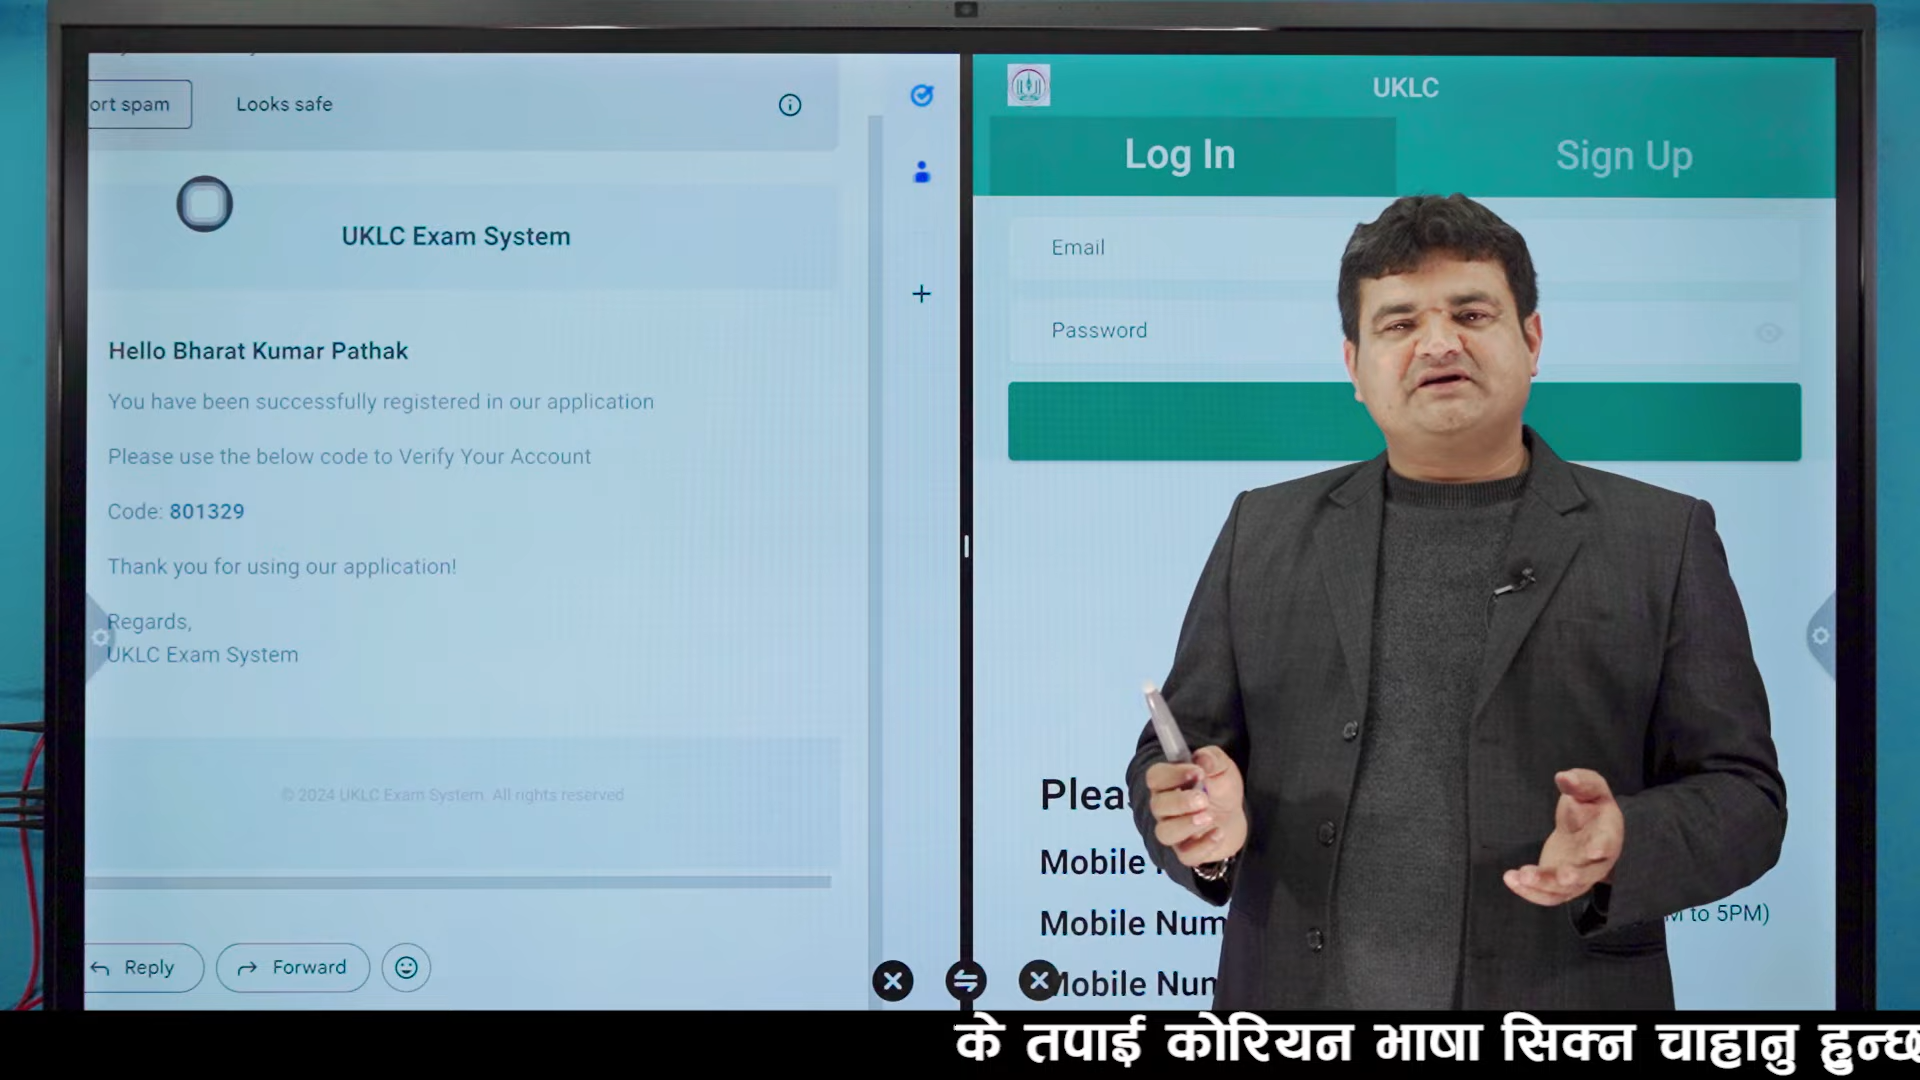 ort spam
Looks safe
UKLC Exam System
Hello Bharat Kumar Pathak
You have been successfully registered in our application
Please use the below code to Verify Your Account
Code: 801329
Thank you for using our application!
Regards,
UKLC Exam System
© 2024 UKLC Exam System. All rights reserved
Reply
Forward
UKLC
Log In
Sign Up
Email
Password
Mobile
Mobile
to 5PM)
Mobile
के तपाई कोरियन भाषा सिक्न चाहानु हुन्छ